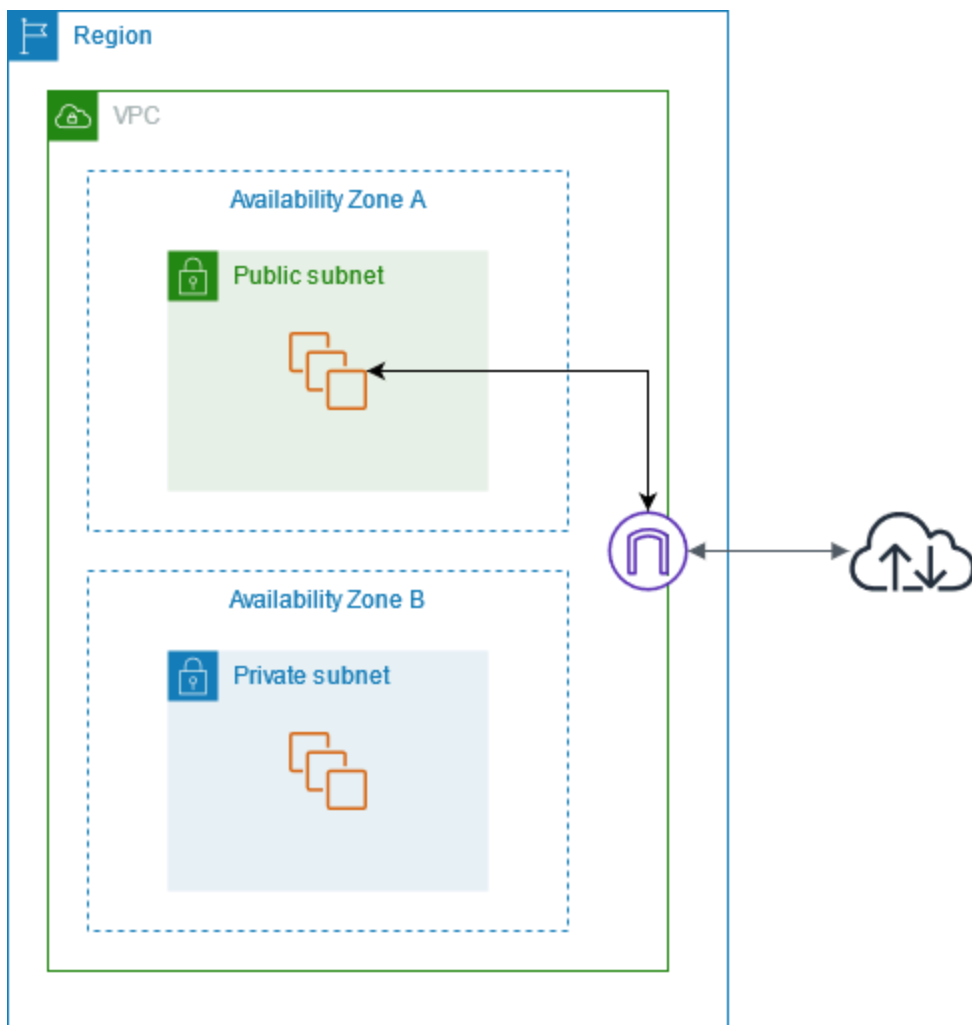 Region
VPC
Availability Zone A
Public subnet
Availability Zone B
Private subnet